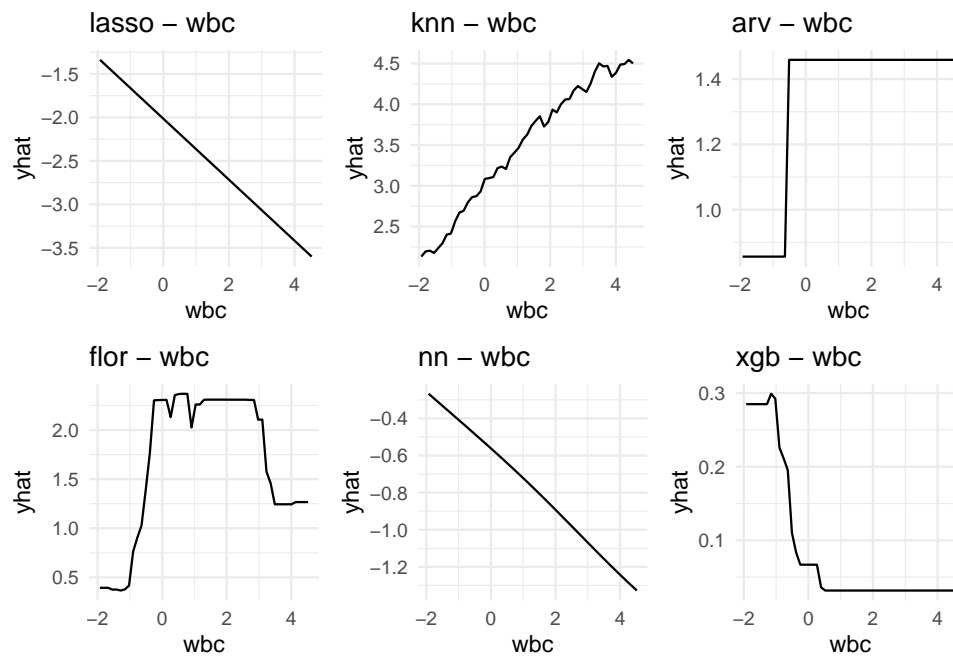 lasso − wbc
knn − wbc
arv − wbc
yhat
−1.5
−2.0
−2.5
−3.0
−3.5
−2 0 2 4
wbc
yhat
4.5
4.0
3.5
3.0
2.5
−2 0 2 4
wbc
yhat
1.4
1.2
1.0
−2 0 2 4
wbc
flor − wbc
nn − wbc
xgb − wbc
yhat
2.0
1.5
1.0
0.5
−2 0 2 4
wbc
yhat
−0.4
−0.6
−0.8
−1.0
−1.2
−2 0 2 4
wbc
yhat
0.3
0.2
0.1
−2 0 2 4
wbc